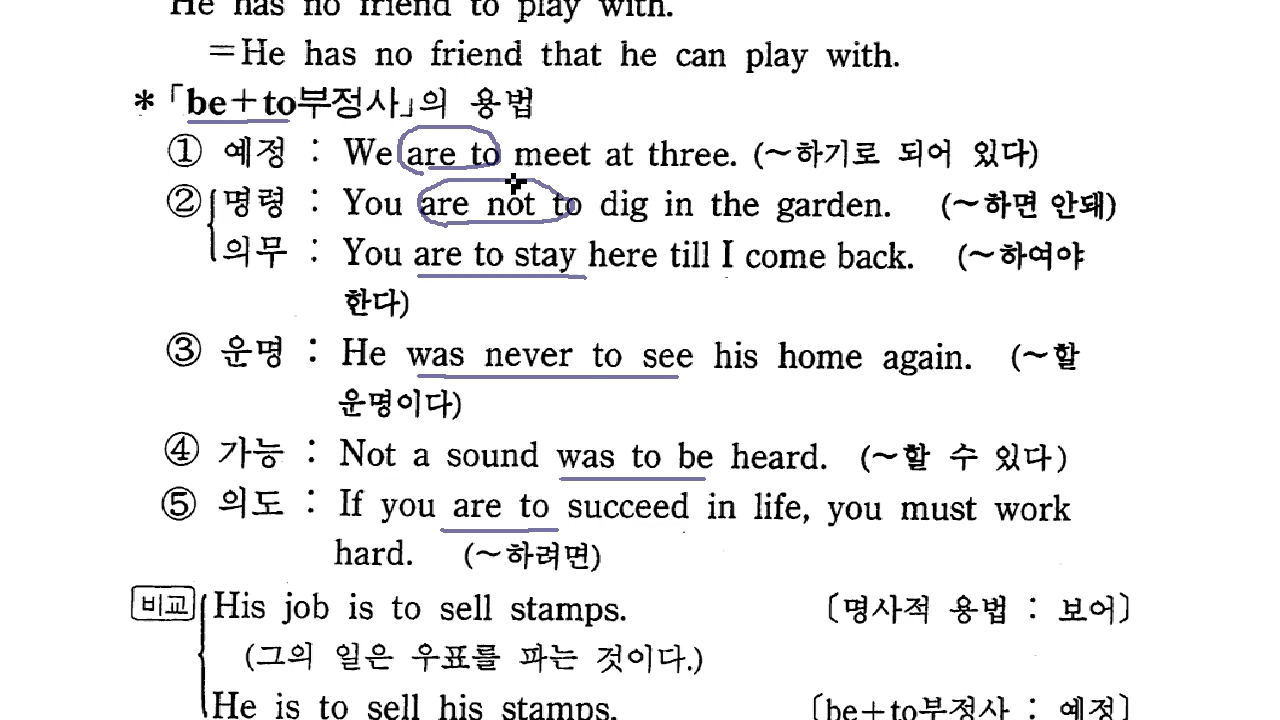 He has no friend to play with.
=He has no friend that he can play with.
*「be+to부정사」의 용법
① 예정 : We are to meet at three. (~하기로 되어 있다)
② 명령 : You are not to dig in the garden. (~하면 안돼)
의무 : You are to stay here till I come back. (~하여야
한다)
③ 운명 : He was never to see his home again. (~할
운명이다)
④ 가능 : Not a sound was to be heard. (~할 수 있다)
⑤ 의도 : If you are to succeed in life, you must work
hard. (~하려면)
비교 His job is to sell stamps. 〔명사적 용법 : 보어〕
(그의 일은 우표를 파는 것이다.)
He is to sell his stamps. 〔be+to부정사 : 예정〕